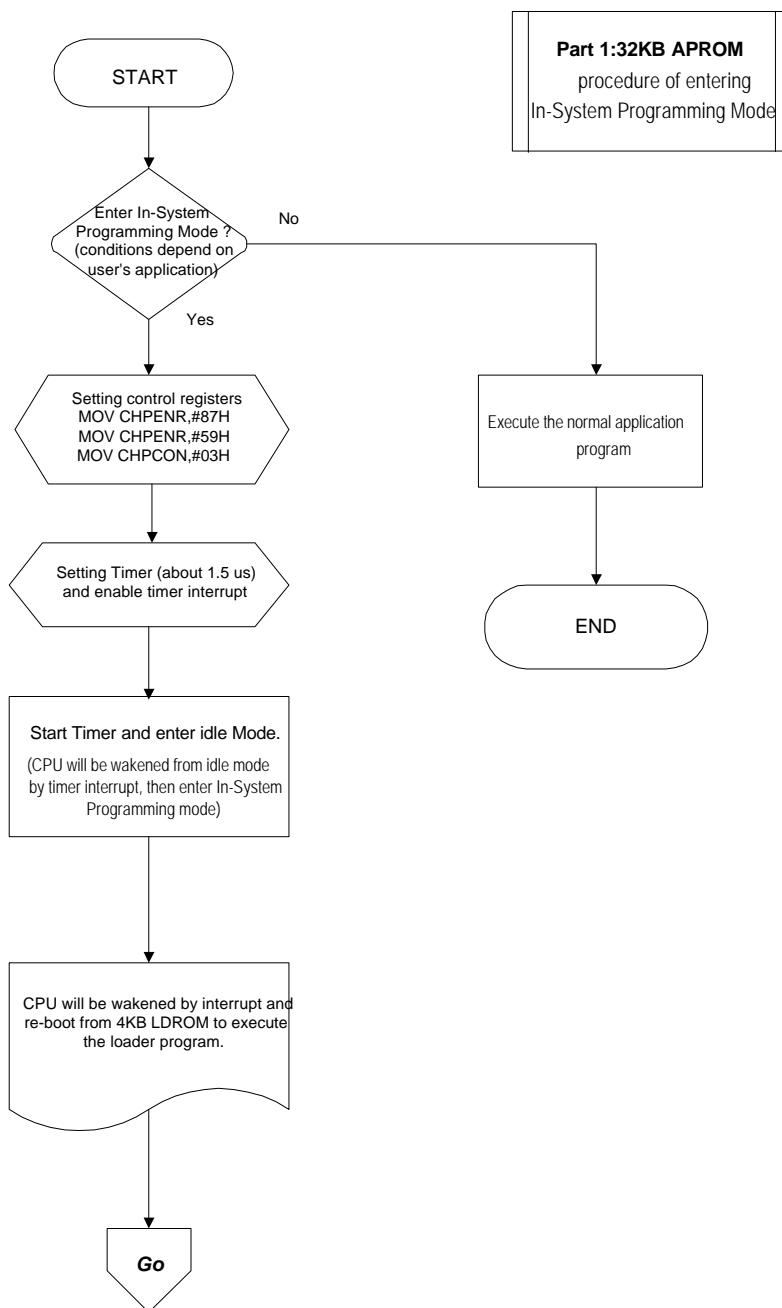 START
Part 1:32KB APROM
procedure of entering
In-System Programming Mode
Enter In-System
Programming Mode ?
(conditions depend on
user's application)
No
Yes
Setting control registers
MOV CHPENR,#87H
MOV CHPENR,#59H
MOV CHPCON,#03H
Execute the normal application
program
Setting Timer (about 1.5 us)
and enable timer interrupt
END
Start Timer and enter idle Mode.
(CPU will be wakened from idle mode
by timer interrupt, then enter In-System
Programming mode)
CPU will be wakened by interrupt and
re-boot from 4KB LDROM to execute
the loader program.
Go